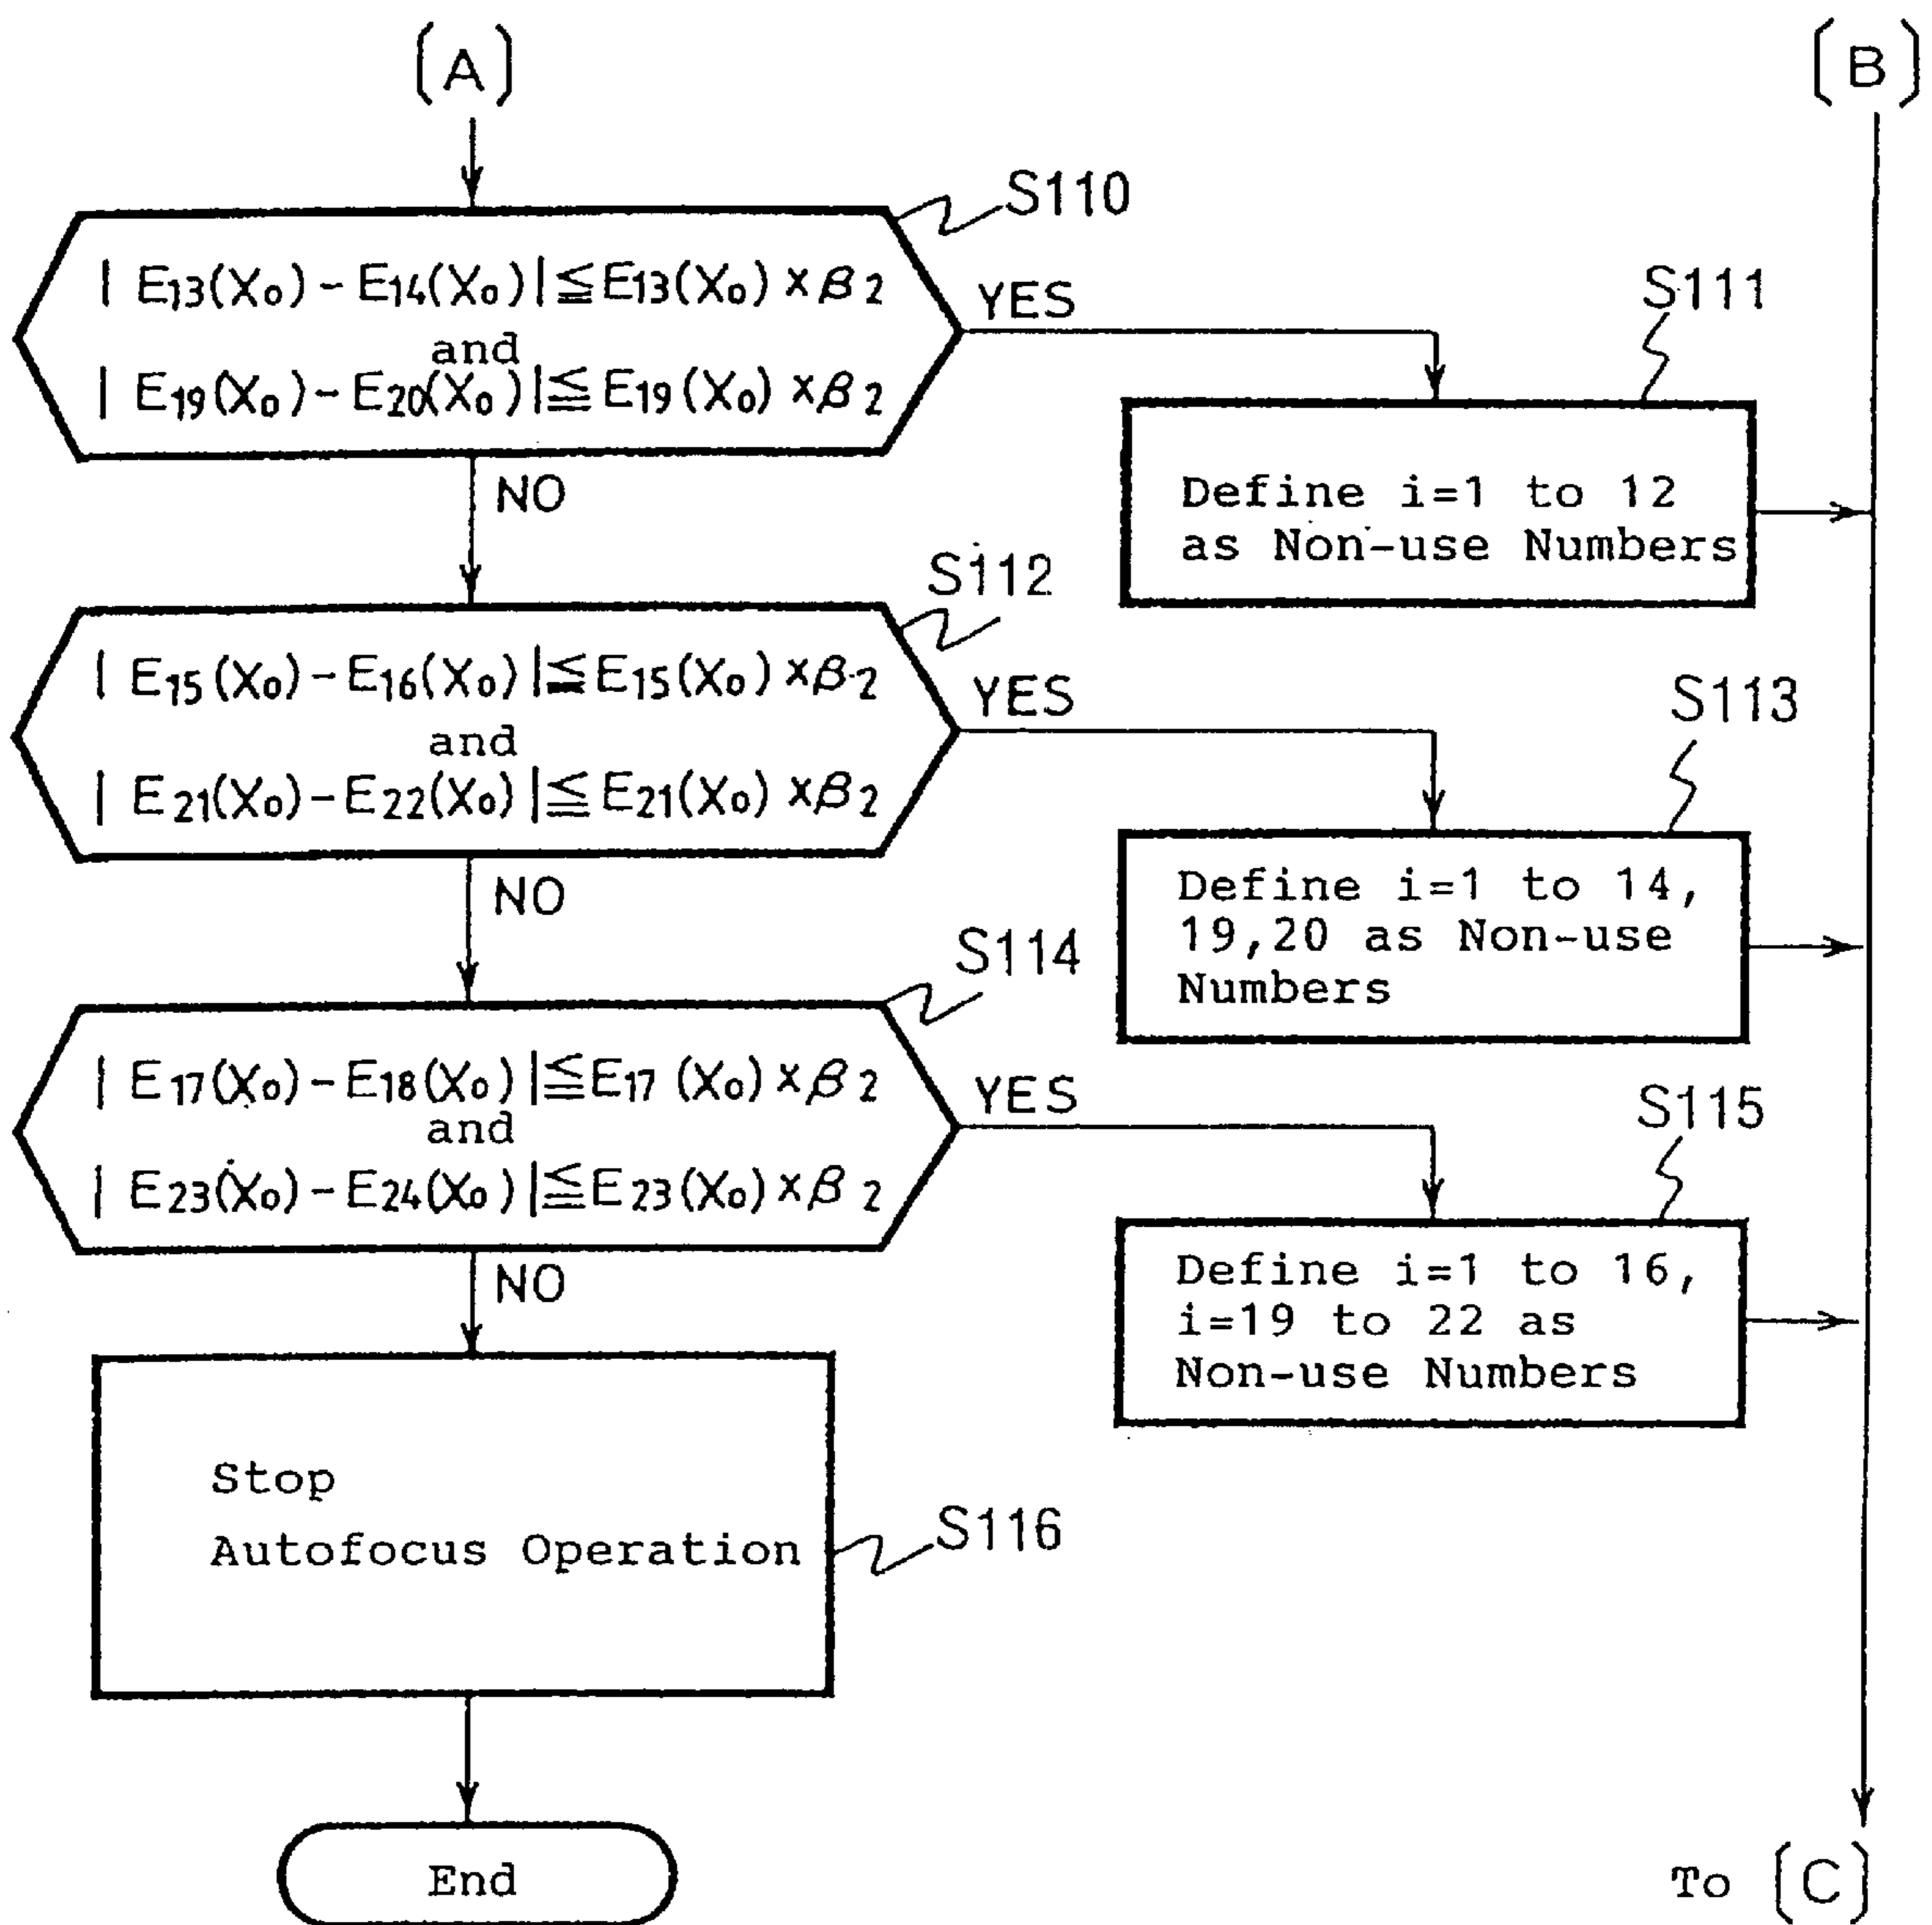 (A)
(B)
S110
| E13(X0) - E14(X0) | ≦ E13(X0) × β2
and
| E19(X0) - E20(X0) | ≦ E19(X0) × β2
YES
NO
S111
Define i=1 to 12
as Non-use Numbers
S112
| E15(X0) - E16(X0) | ≦ E15(X0) × β2
and
| E21(X0) - E22(X0) | ≦ E21(X0) × β2
YES
NO
S113
Define i=1 to 14,
19,20 as Non-use
Numbers
S114
| E17(X0) - E18(X0) | ≦ E17(X0) × β2
and
| E23(X0) - E24(X0) | ≦ E23(X0) × β2
YES
NO
S115
Define i=1 to 16,
i=19 to 22 as
Non-use Numbers
Stop
Autofocus Operation
S116
End
To (C)